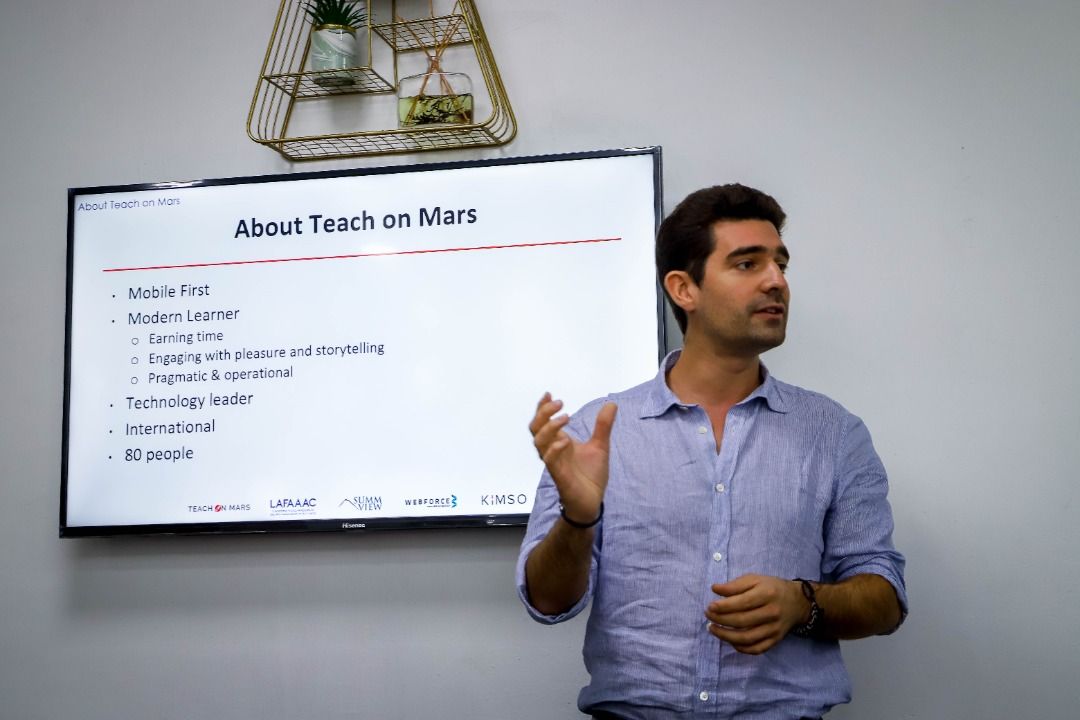 About Teach on Mars
About Teach on Mars
· Mobile First
· Modern Learner
o Earning time
o Engaging with pleasure and storytelling
o Pragmatic & operational
· Technology leader
· International
· 80 people
TEACH ON MARS LAFAAAC SUMM VIEW WEBFORCE3 KIMSO
Hisense